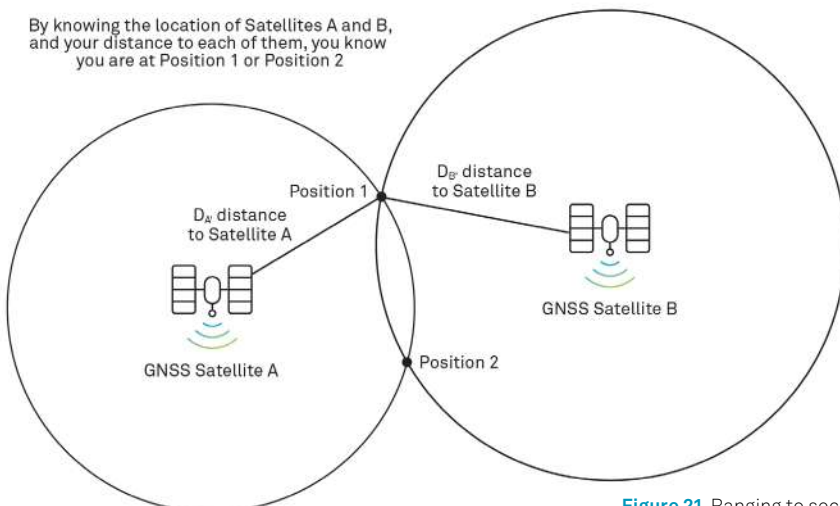 By knowing the location of Satellites A and B,
and your distance to each of them, you know
you are at Position 1 or Position 2
Position 1
D_B, distance
to Satellite B
D_A, distance
to Satellite A
GNSS Satellite B
GNSS Satellite A
Position 2
Figure 21 Ranging to